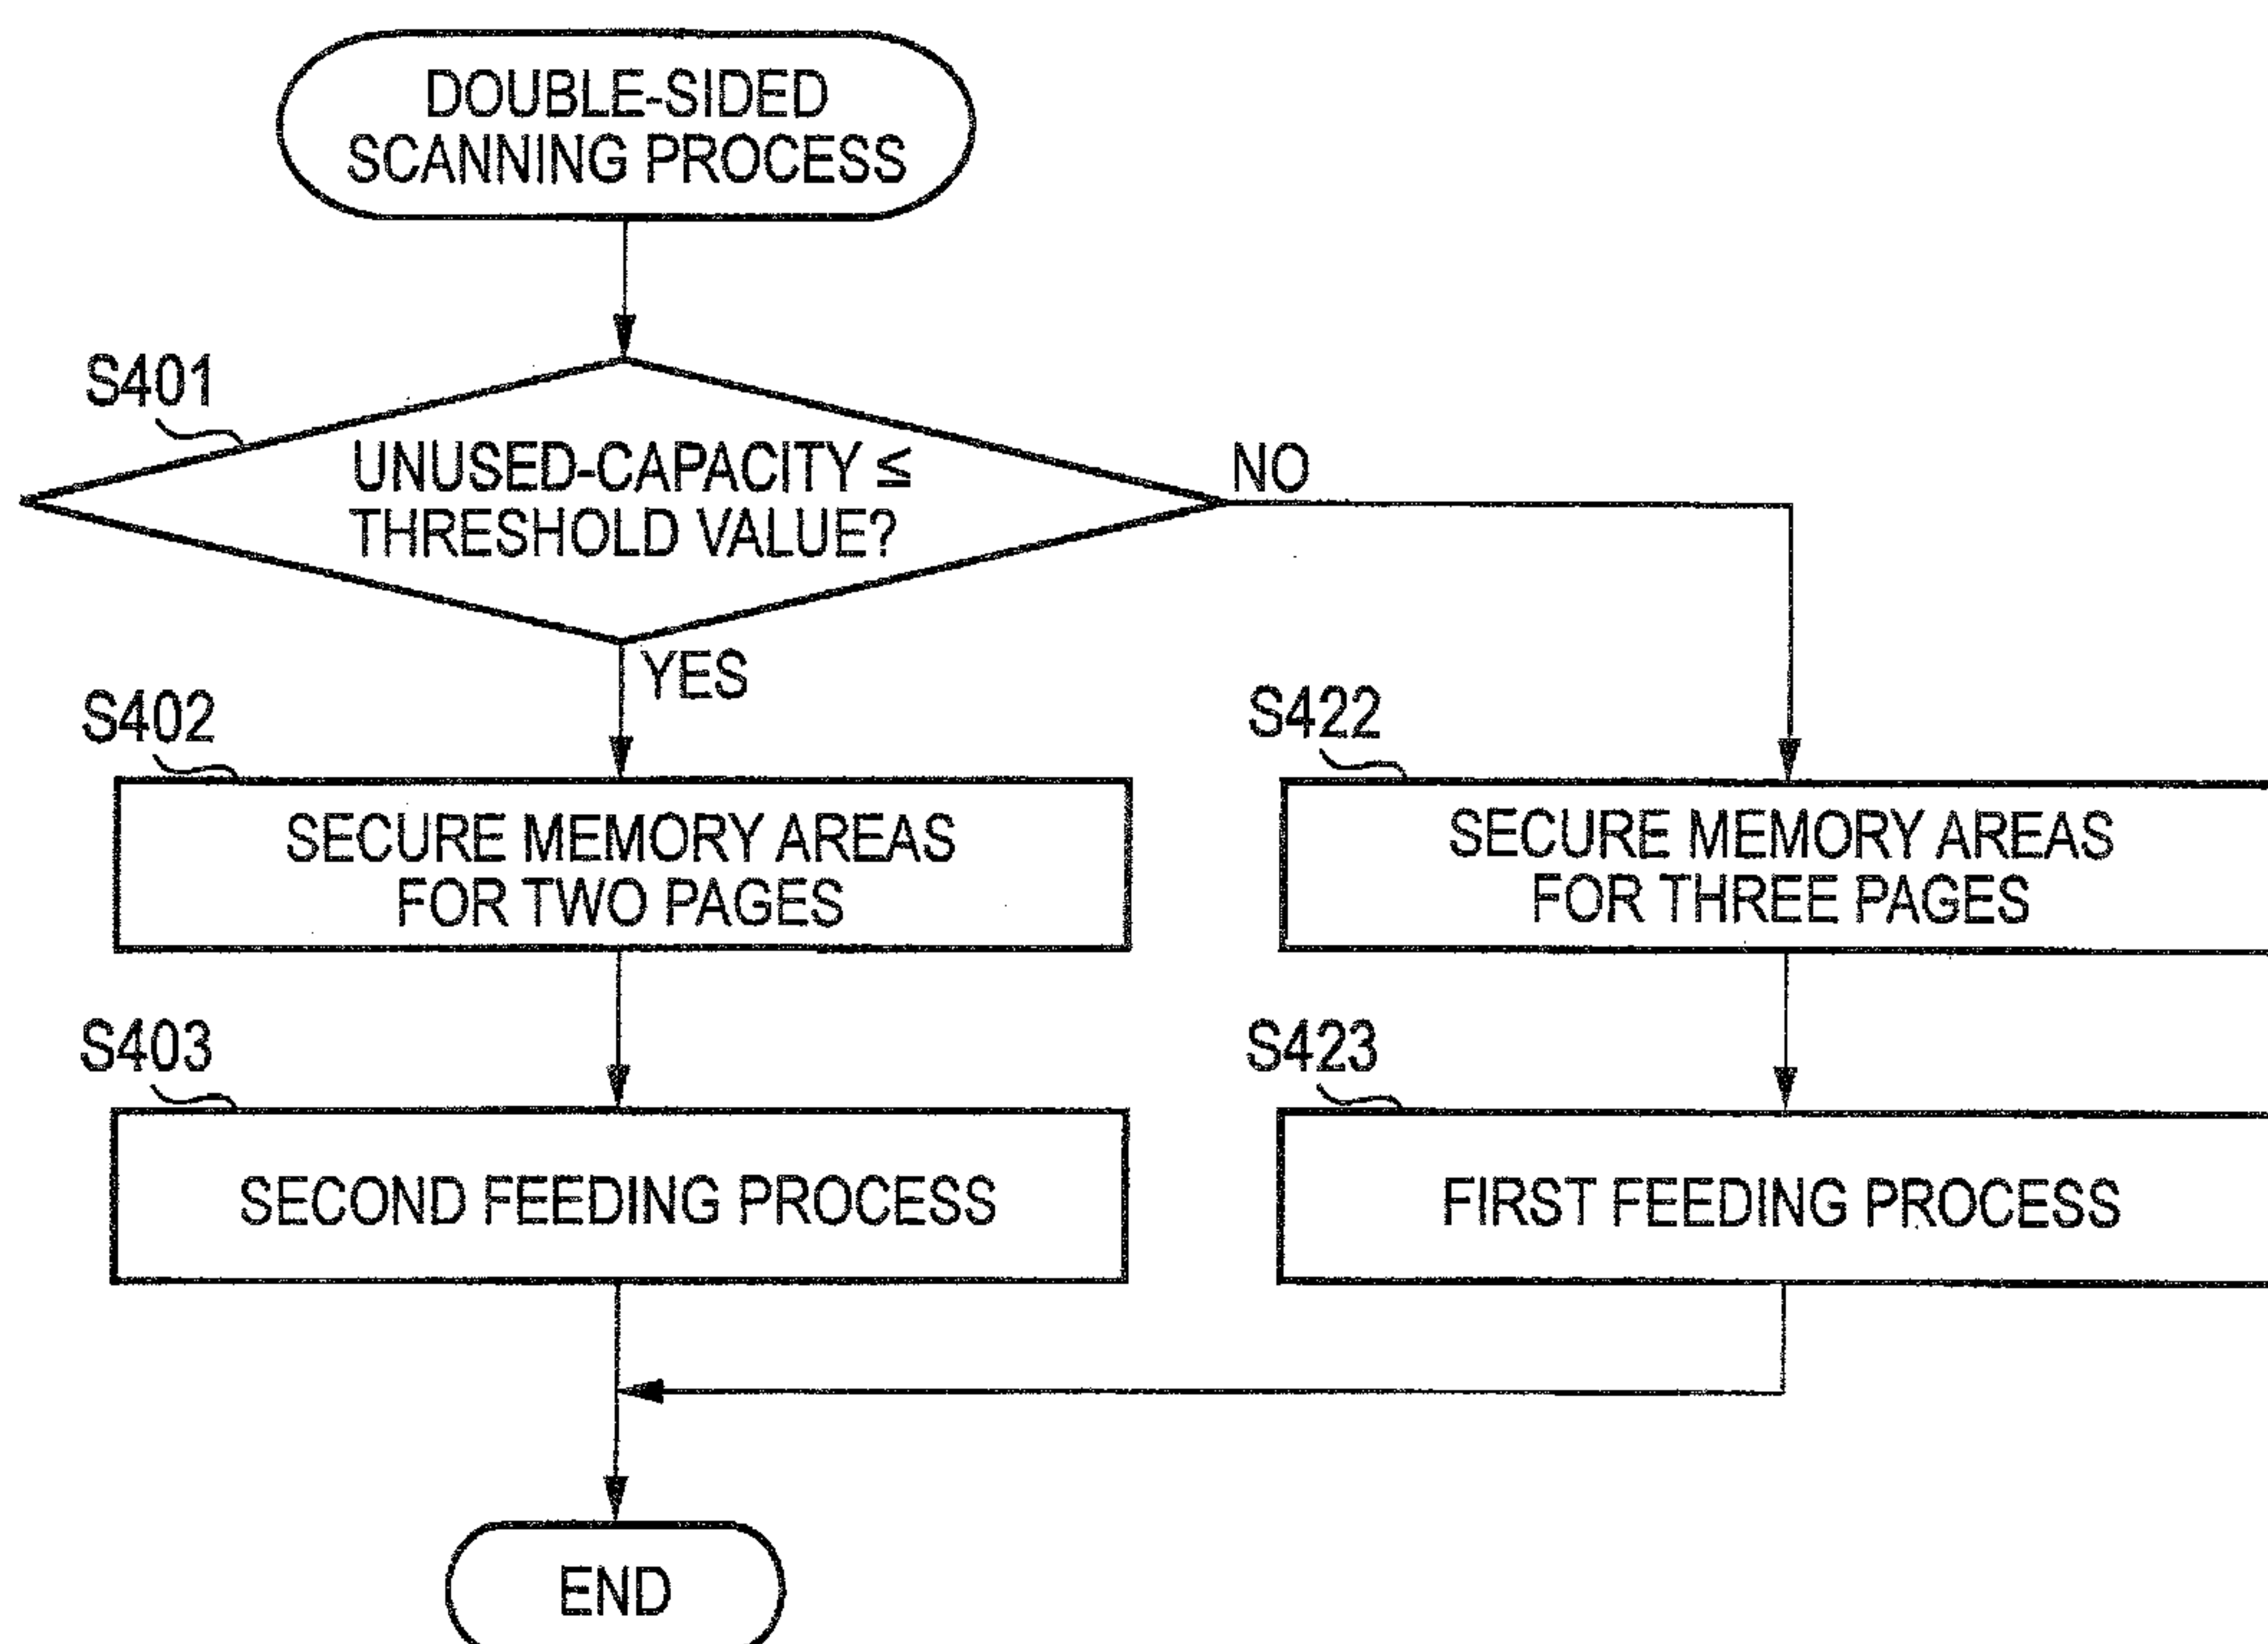 DOUBLE-SIDED
SCANNING PROCESS
S401
UNUSED-CAPACITY ≤
THRESHOLD VALUE?
NO
YES
S402
SECURE MEMORY AREAS
FOR TWO PAGES
S422
SECURE MEMORY AREAS
FOR THREE PAGES
S403
SECOND FEEDING PROCESS
S423
FIRST FEEDING PROCESS
END